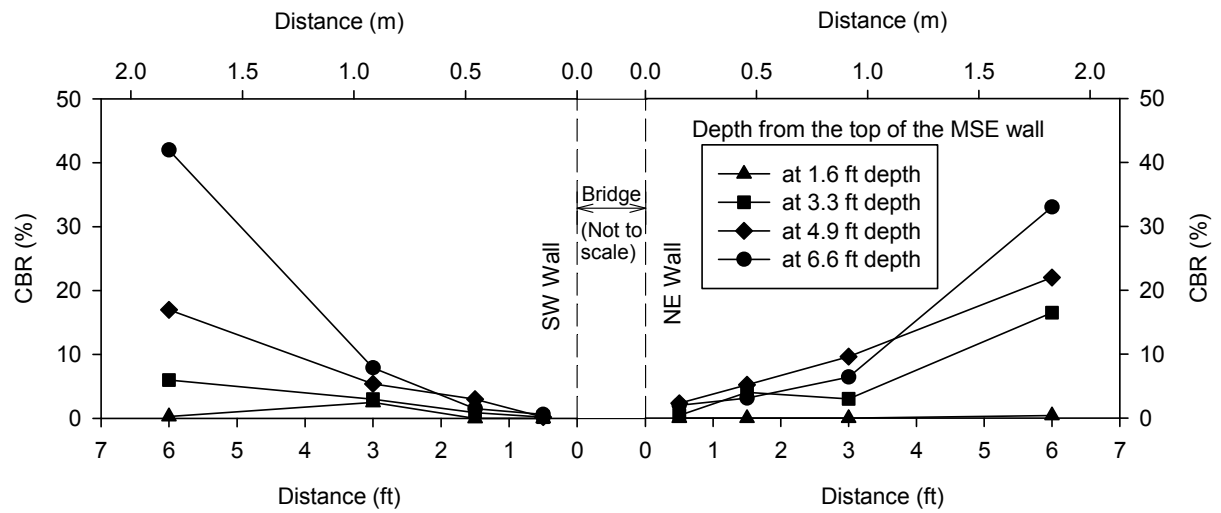 Distance (m)
Distance (m)
2.0 1.5 1.0 0.5 0.0 0.0 0.5 1.0 1.5 2.0
50
40
30
20
10
0
CBR (%)
SW Wall
Bridge
(Not to
scale)
NE Wall
Depth from the top of the MSE wall
at 1.6 ft depth
at 3.3 ft depth
at 4.9 ft depth
at 6.6 ft depth
50
40
30
20
10
0
CBR (%)
7 6 5 4 3 2 1 0 0 1 2 3 4 5 6 7
Distance (ft)
Distance (ft)